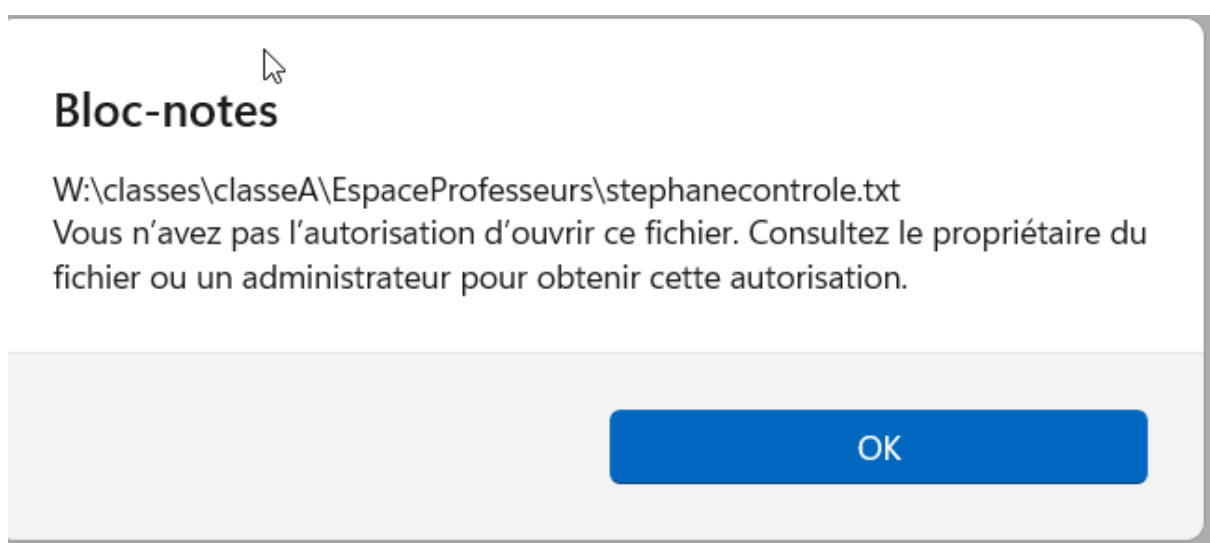 Bloc-notes
W:\classes\classeA\EspaceProfesseurs\stephanecontrole.txt
Vous n’avez pas l’autorisation d’ouvrir ce fichier. Consultez le propriétaire du
fichier ou un administrateur pour obtenir cette autorisation.
OK